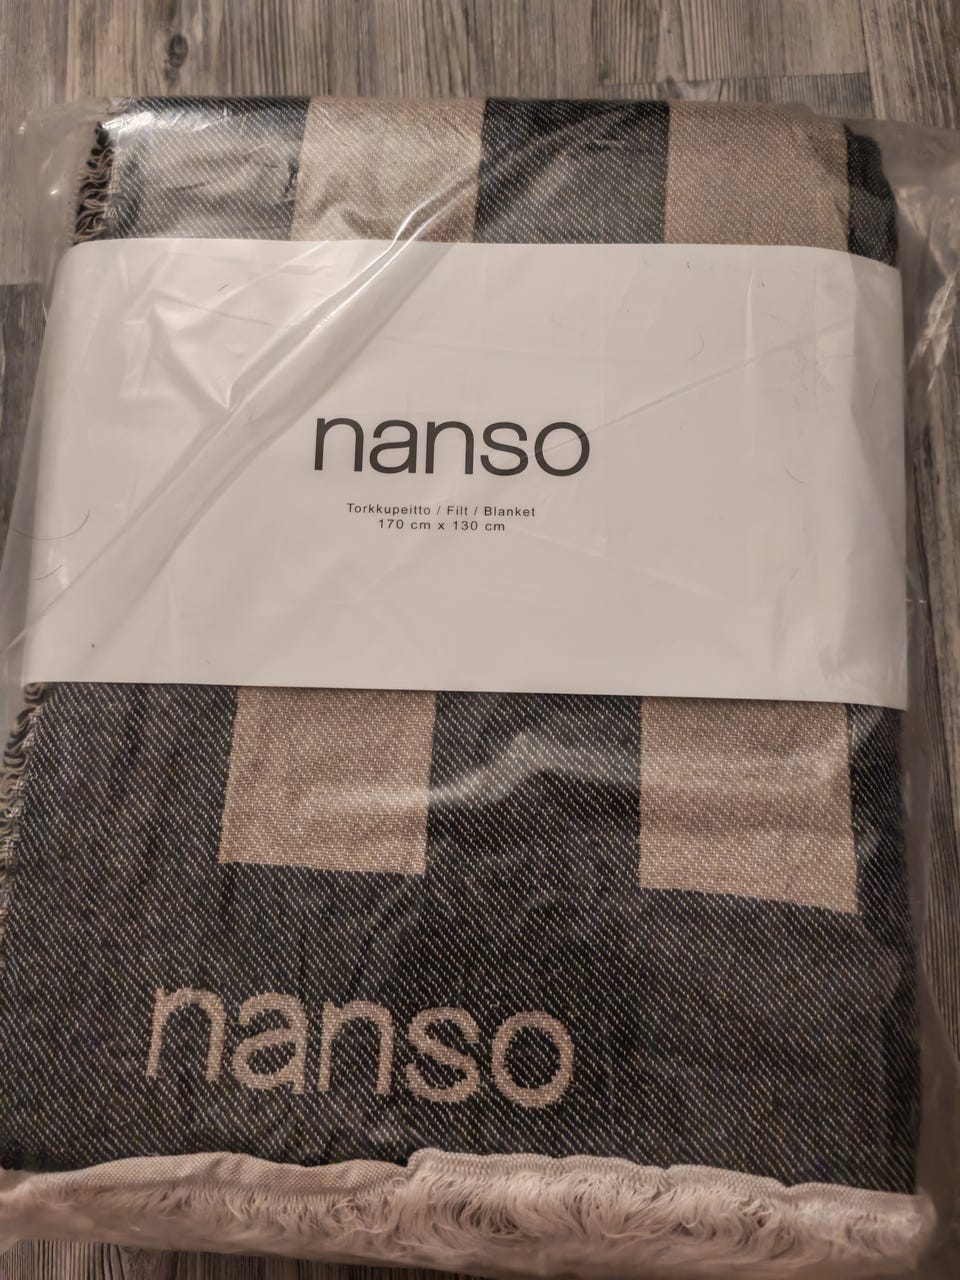 nanso
Torkkupeitto / Filt / Blanket
170 cm x 130 cm
nanso